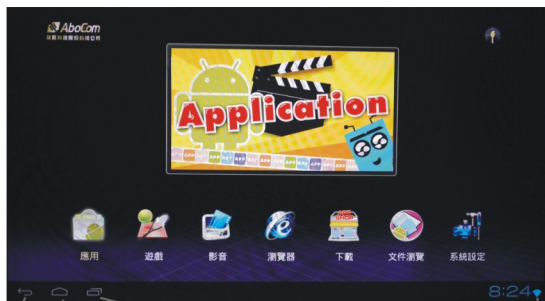 AboCom
Application
應用
遊戲
影音
瀏覽器
下載
文件瀏覽
系統設定
8:24